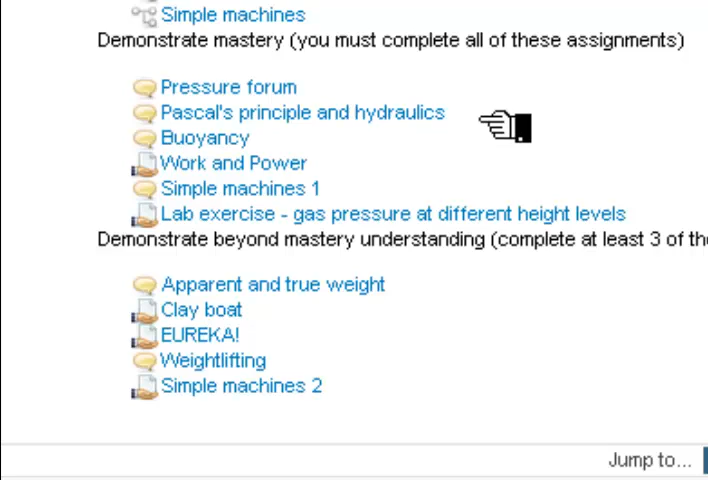 Simple machines
Demonstrate mastery (you must complete all of these assignments)
Pressure forum
Pascal's principle and hydraulics
Buoyancy
Work and Power
Simple machines 1
Lab exercise - gas pressure at different height levels
Demonstrate beyond mastery understanding (complete at least 3 of
Apparent and true weight
Clay boat
EUREKA!
Weightlifting
Simple machines 2
Jump to...